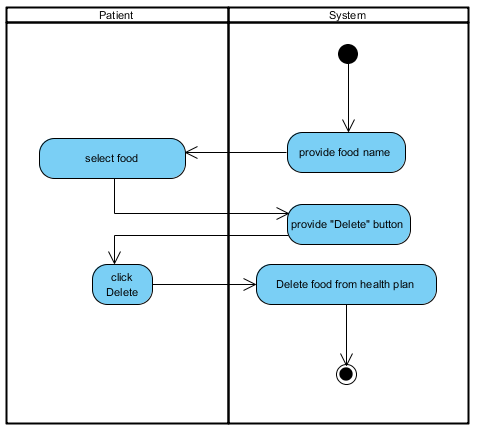 Patient
System
provide food name
select food
provide "Delete" button
click
Delete
Delete food from health plan